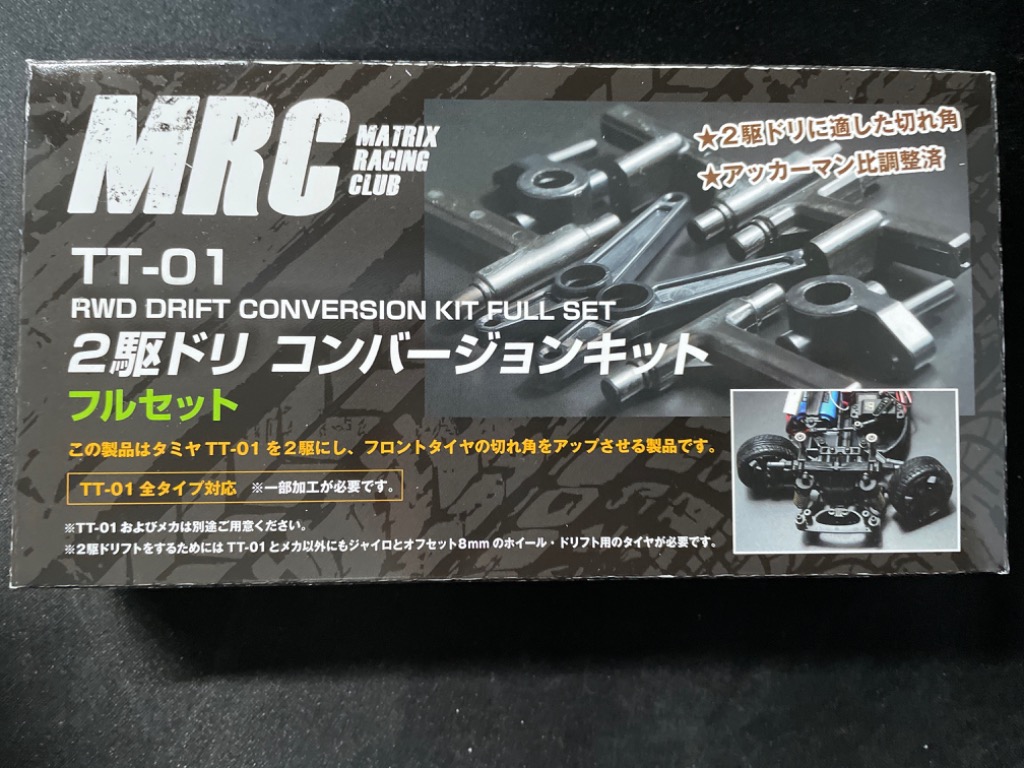 MRC
MATRIX
RACING
CLUB
★2駆ドリに適した切れ角
★アッカーマン比調整済
TT-01
RWD DRIFT CONVERSION KIT FULL SET
2駆ドリ コンバージョンキット
フルセット
この製品はタミヤ TT-01 を2駆にし、フロントタイヤの切れ角をアップさせる製品です。
TT-01 全タイプ対応 ※一部加工が必要です。
※TT-01 およびメカは別途ご用意ください。
※2駆ドリフトをするためには TT-01 とメカ以外にもジャイロとオフセット8mm のホイール・ドリフト用のタイヤが必要です。